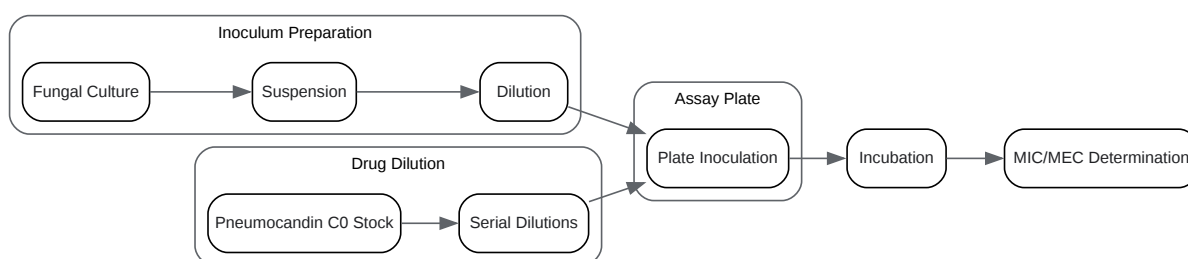 Inoculum Preparation
Fungal Culture
Suspension
Dilution
Drug Dilution
Pneumocandin C0 Stock
Serial Dilutions
Assay Plate
Plate Inoculation
Incubation
MIC/MEC Determination